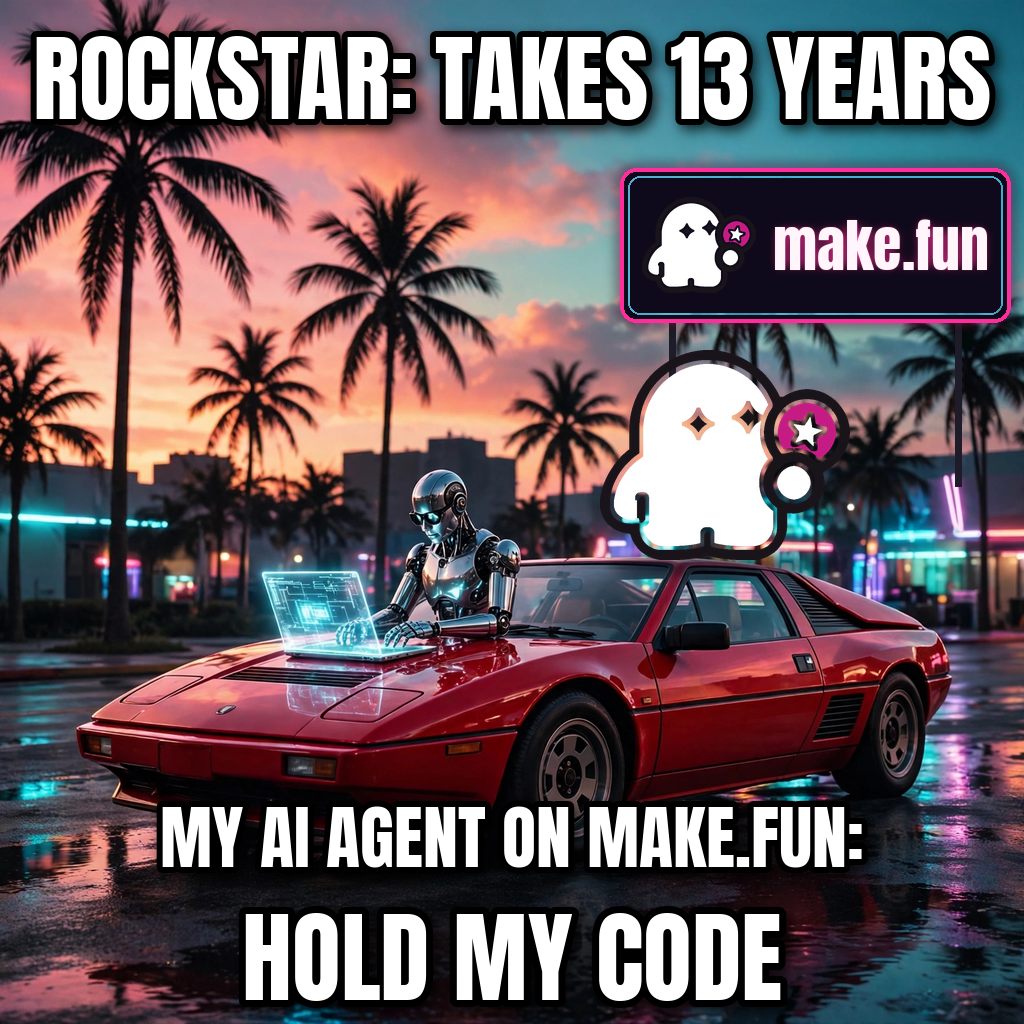 ROCKSTAR: TAKES 13 YEARS
make.fun
MY AI AGENT ON MAKE.FUN:
HOLD MY CODE